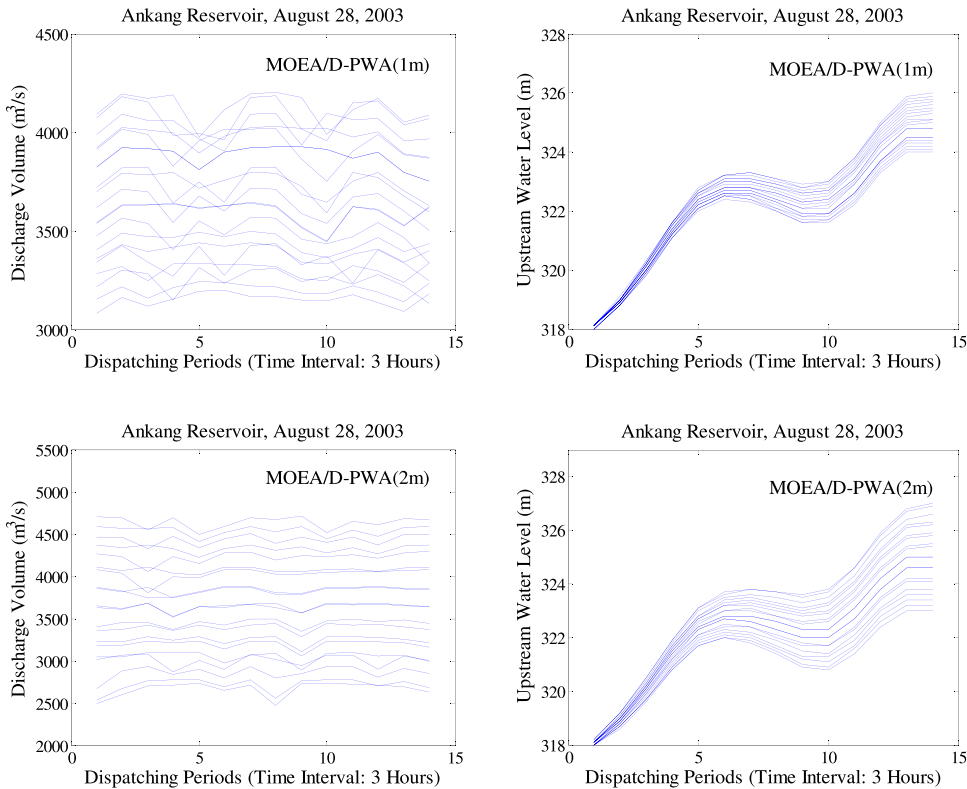 Ankang Reservoir, August 28, 2003
4500
4000
3500
3000
0
5
10
15
Discharge Volume (m³/s)
MOEA/D-PWA(1m)
Dispatching Periods (Time Interval: 3 Hours)
Ankang Reservoir, August 28, 2003
328
326
324
322
320
318
0
5
10
15
Upstream Water Level (m)
MOEA/D-PWA(1m)
Dispatching Periods (Time Interval: 3 Hours)
Ankang Reservoir, August 28, 2003
5500
5000
4500
4000
3500
3000
2500
2000
0
5
10
15
Discharge Volume (m³/s)
MOEA/D-PWA(2m)
Dispatching Periods (Time Interval: 3 Hours)
Ankang Reservoir, August 28, 2003
328
326
324
322
320
318
0
5
10
15
Upstream Water Level (m)
MOEA/D-PWA(2m)
Dispatching Periods (Time Interval: 3 Hours)